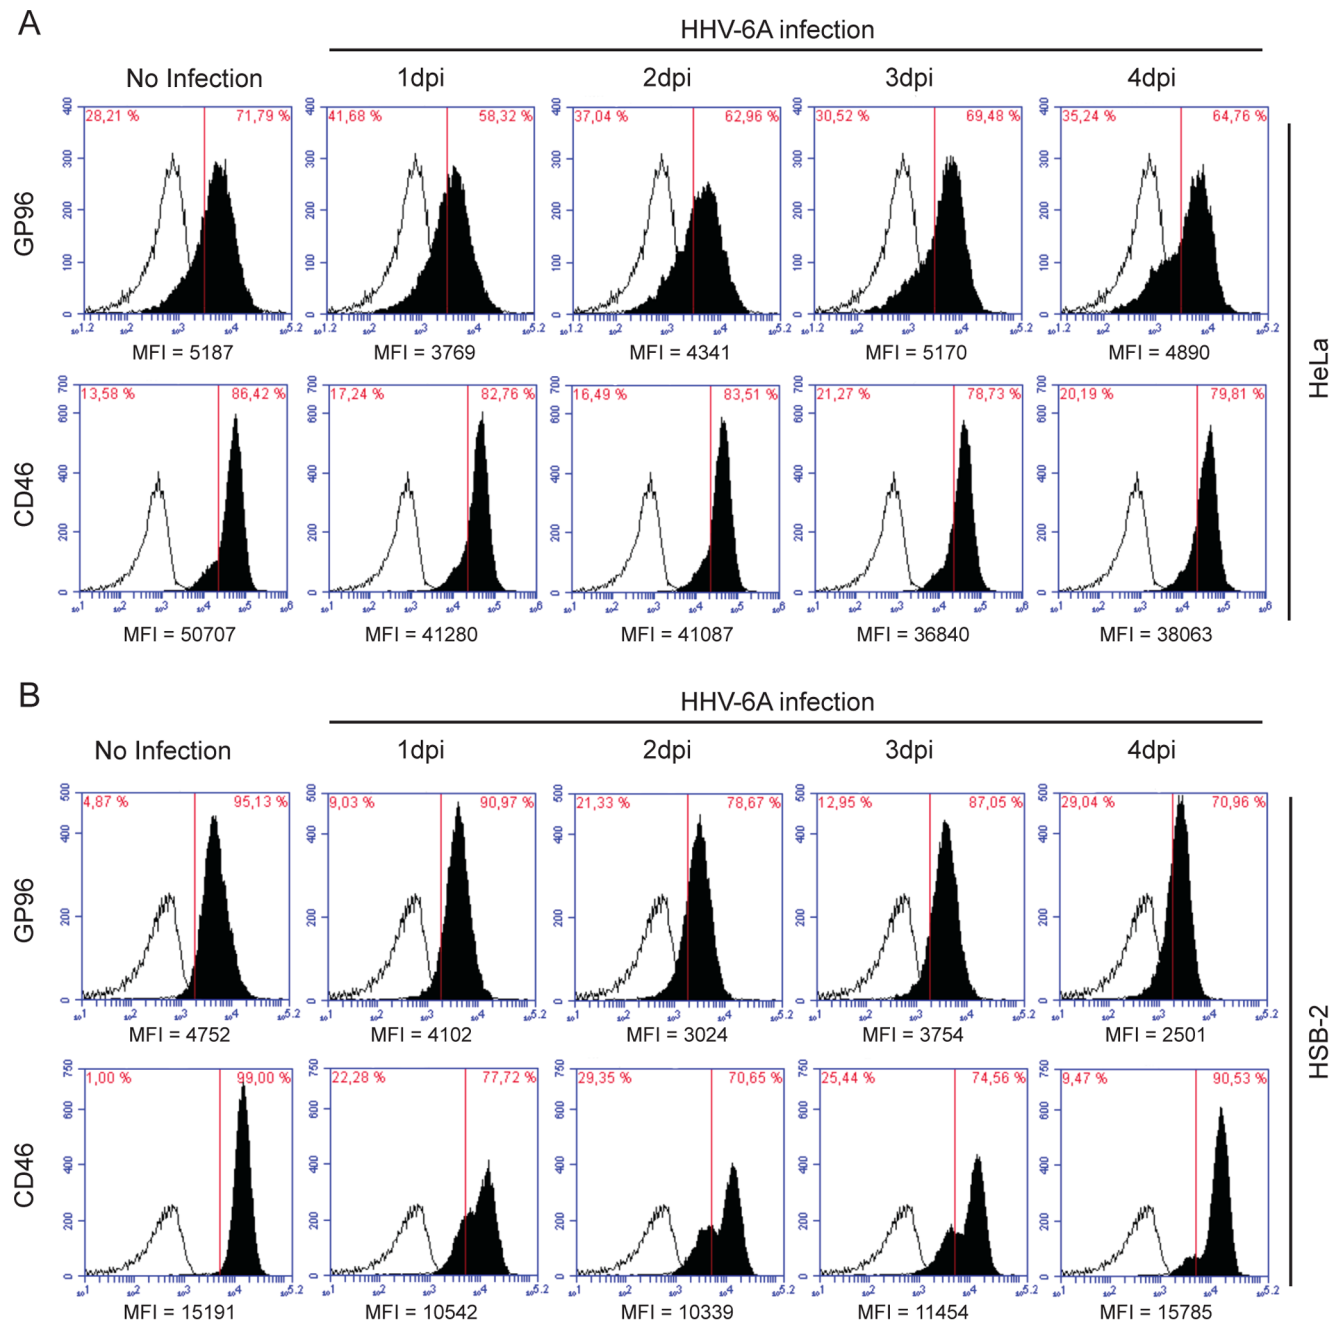 A
HHV-6A infection
No Infection 1dpi 2dpi 3dpi 4dpi
GP96
28,21 % 71,79 % 41,68 % 58,32 % 37,04 % 62,96 % 30,52 % 69,48 % 35,24 % 64,76 %
MFI = 5187 MFI = 3769 MFI = 4341 MFI = 5170 MFI = 4890
HeLa
CD46
13,58 % 86,42 % 17,24 % 82,76 % 16,49 % 83,51 % 21,27 % 78,73 % 20,19 % 79,81 %
MFI = 50707 MFI = 41280 MFI = 41087 MFI = 36840 MFI = 38063
B
HHV-6A infection
No Infection 1dpi 2dpi 3dpi 4dpi
GP96
4,87 % 95,13 % 9,03 % 90,97 % 21,33 % 78,67 % 12,95 % 87,05 % 29,04 % 70,96 %
MFI = 4752 MFI = 4102 MFI = 3024 MFI = 3754 MFI = 2501
HSB-2
CD46
1,00 % 99,00 % 22,28 % 77,72 % 29,35 % 70,65 % 25,44 % 74,56 % 9,47 % 90,53 %
MFI = 15191 MFI = 10542 MFI = 10339 MFI = 11454 MFI = 15785